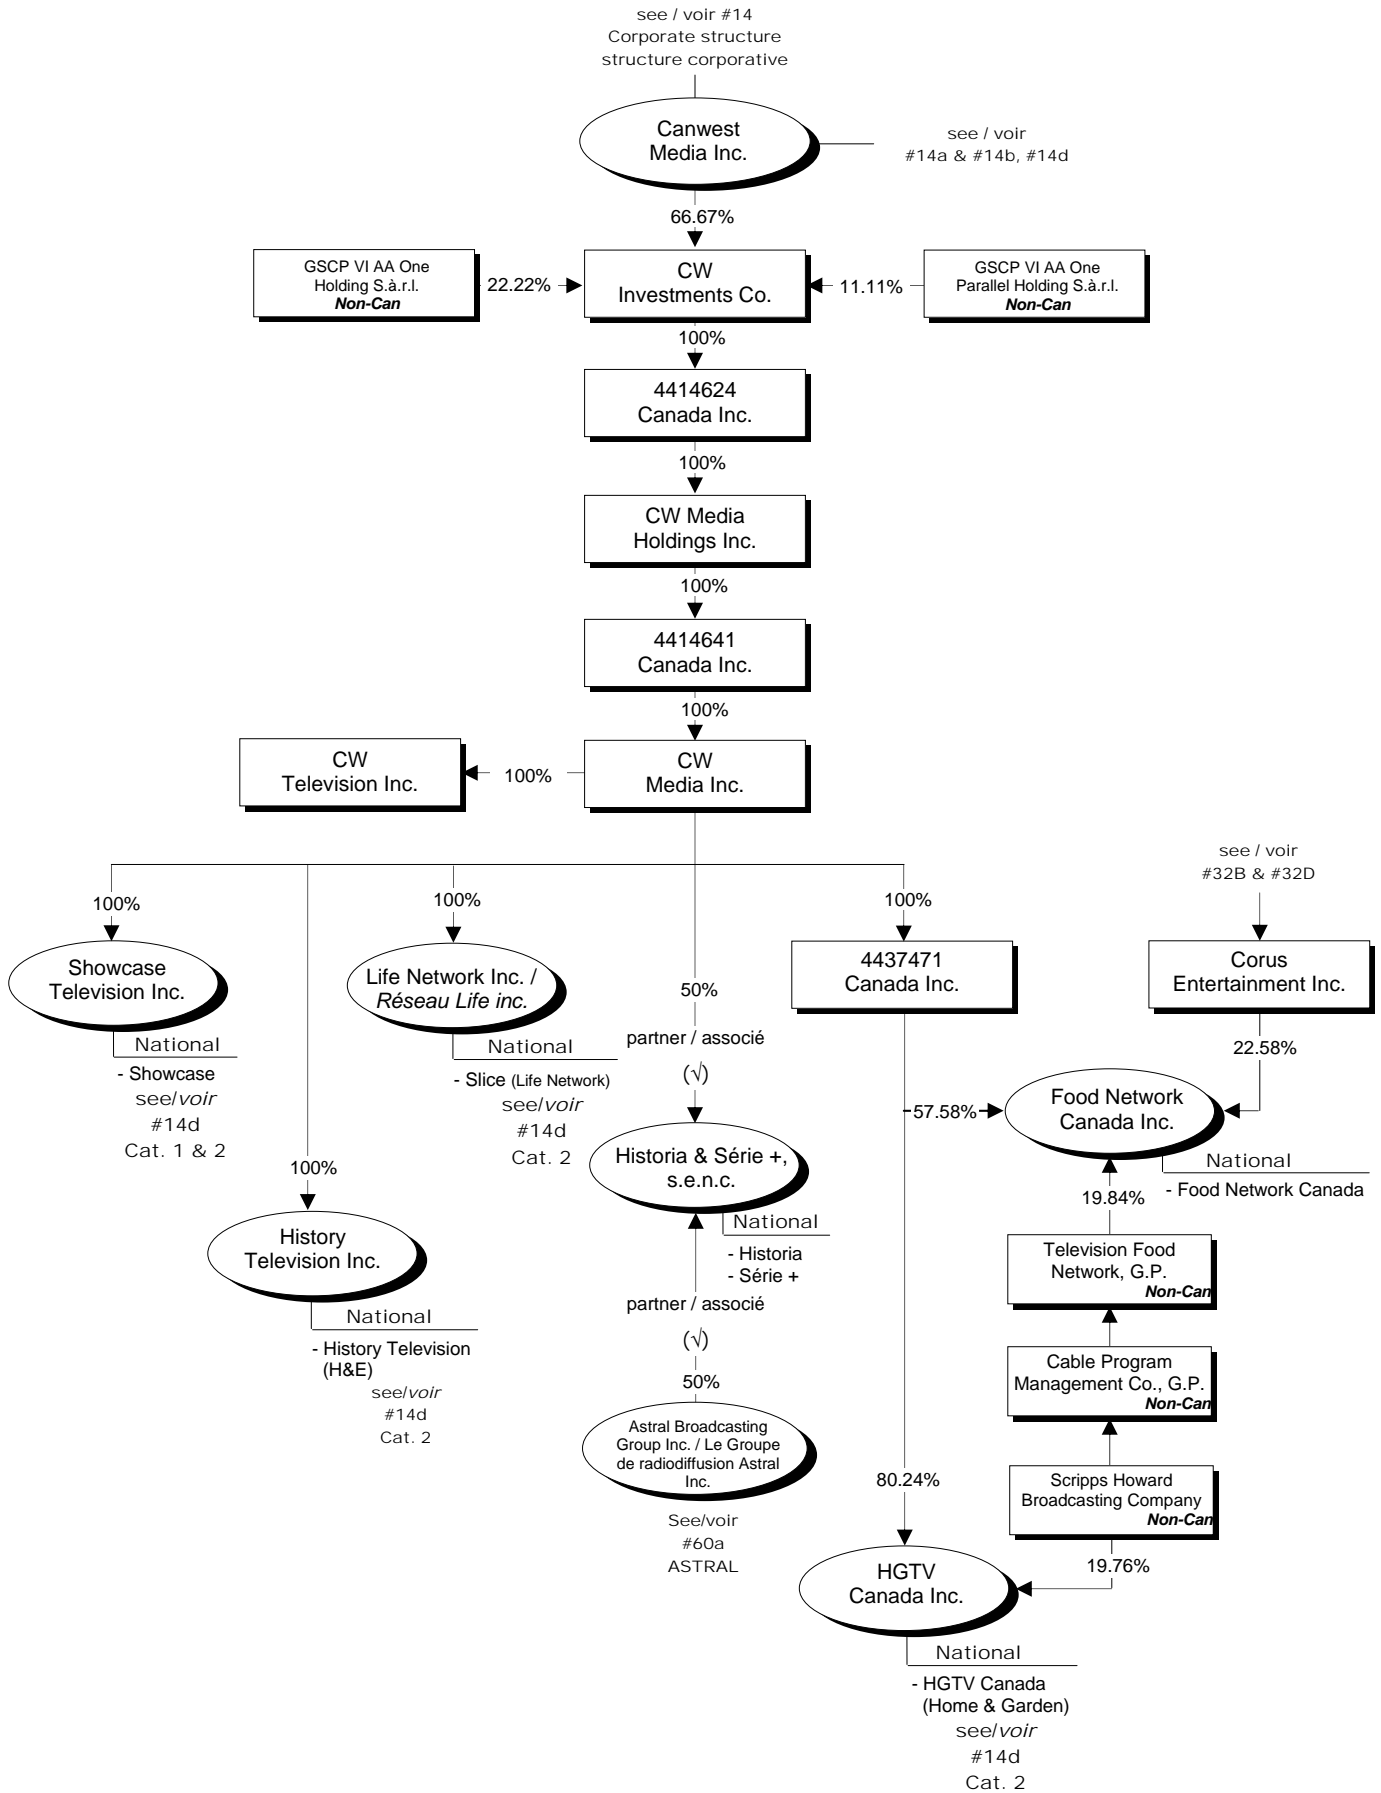 see / voir #14
Corporate structure
structure corporative
Canwest
Media Inc.
see / voir
#14a & #14b, #14d
66.67%
GSCP VI AA One
Holding S.à.r.l.
Non-Can
22.22%
CW
Investments Co.
11.11%
GSCP VI AA One
Parallel Holding S.à.r.l.
Non-Can
100%
4414624
Canada Inc.
100%
CW Media
Holdings Inc.
100%
4414641
Canada Inc.
100%
CW
Television Inc.
100%
CW
Media Inc.
see / voir
#32B & #32D
100%
100%
100%
Showcase
Television Inc.
National
- Showcase
see/voir
#14d
Cat. 1 & 2
Life Network Inc. /
Réseau Life inc.
National
- Slice (Life Network)
see/voir
#14d
Cat. 2
50%
partner / associé
(√)
4437471
Canada Inc.
Corus
Entertainment Inc.
22.58%
57.58%
Food Network
Canada Inc.
National
- Food Network Canada
100%
History
Television Inc.
National
- History Television
(H&E)
see/voir
#14d
Cat. 2
Historia & Série +,
s.e.n.c.
National
- Historia
- Série +
partner / associé
(√)
50%
Astral Broadcasting
Group Inc. / Le Groupe
de radiodiffusion Astral
Inc.
See/voir
#60a
ASTRAL
19.84%
Television Food
Network, G.P.
Non-Can
Cable Program
Management Co., G.P.
Non-Can
Scripps Howard
Broadcasting Company
Non-Can
80.24%
19.76%
HGTV
Canada Inc.
National
- HGTV Canada
(Home & Garden)
see/voir
#14d
Cat. 2